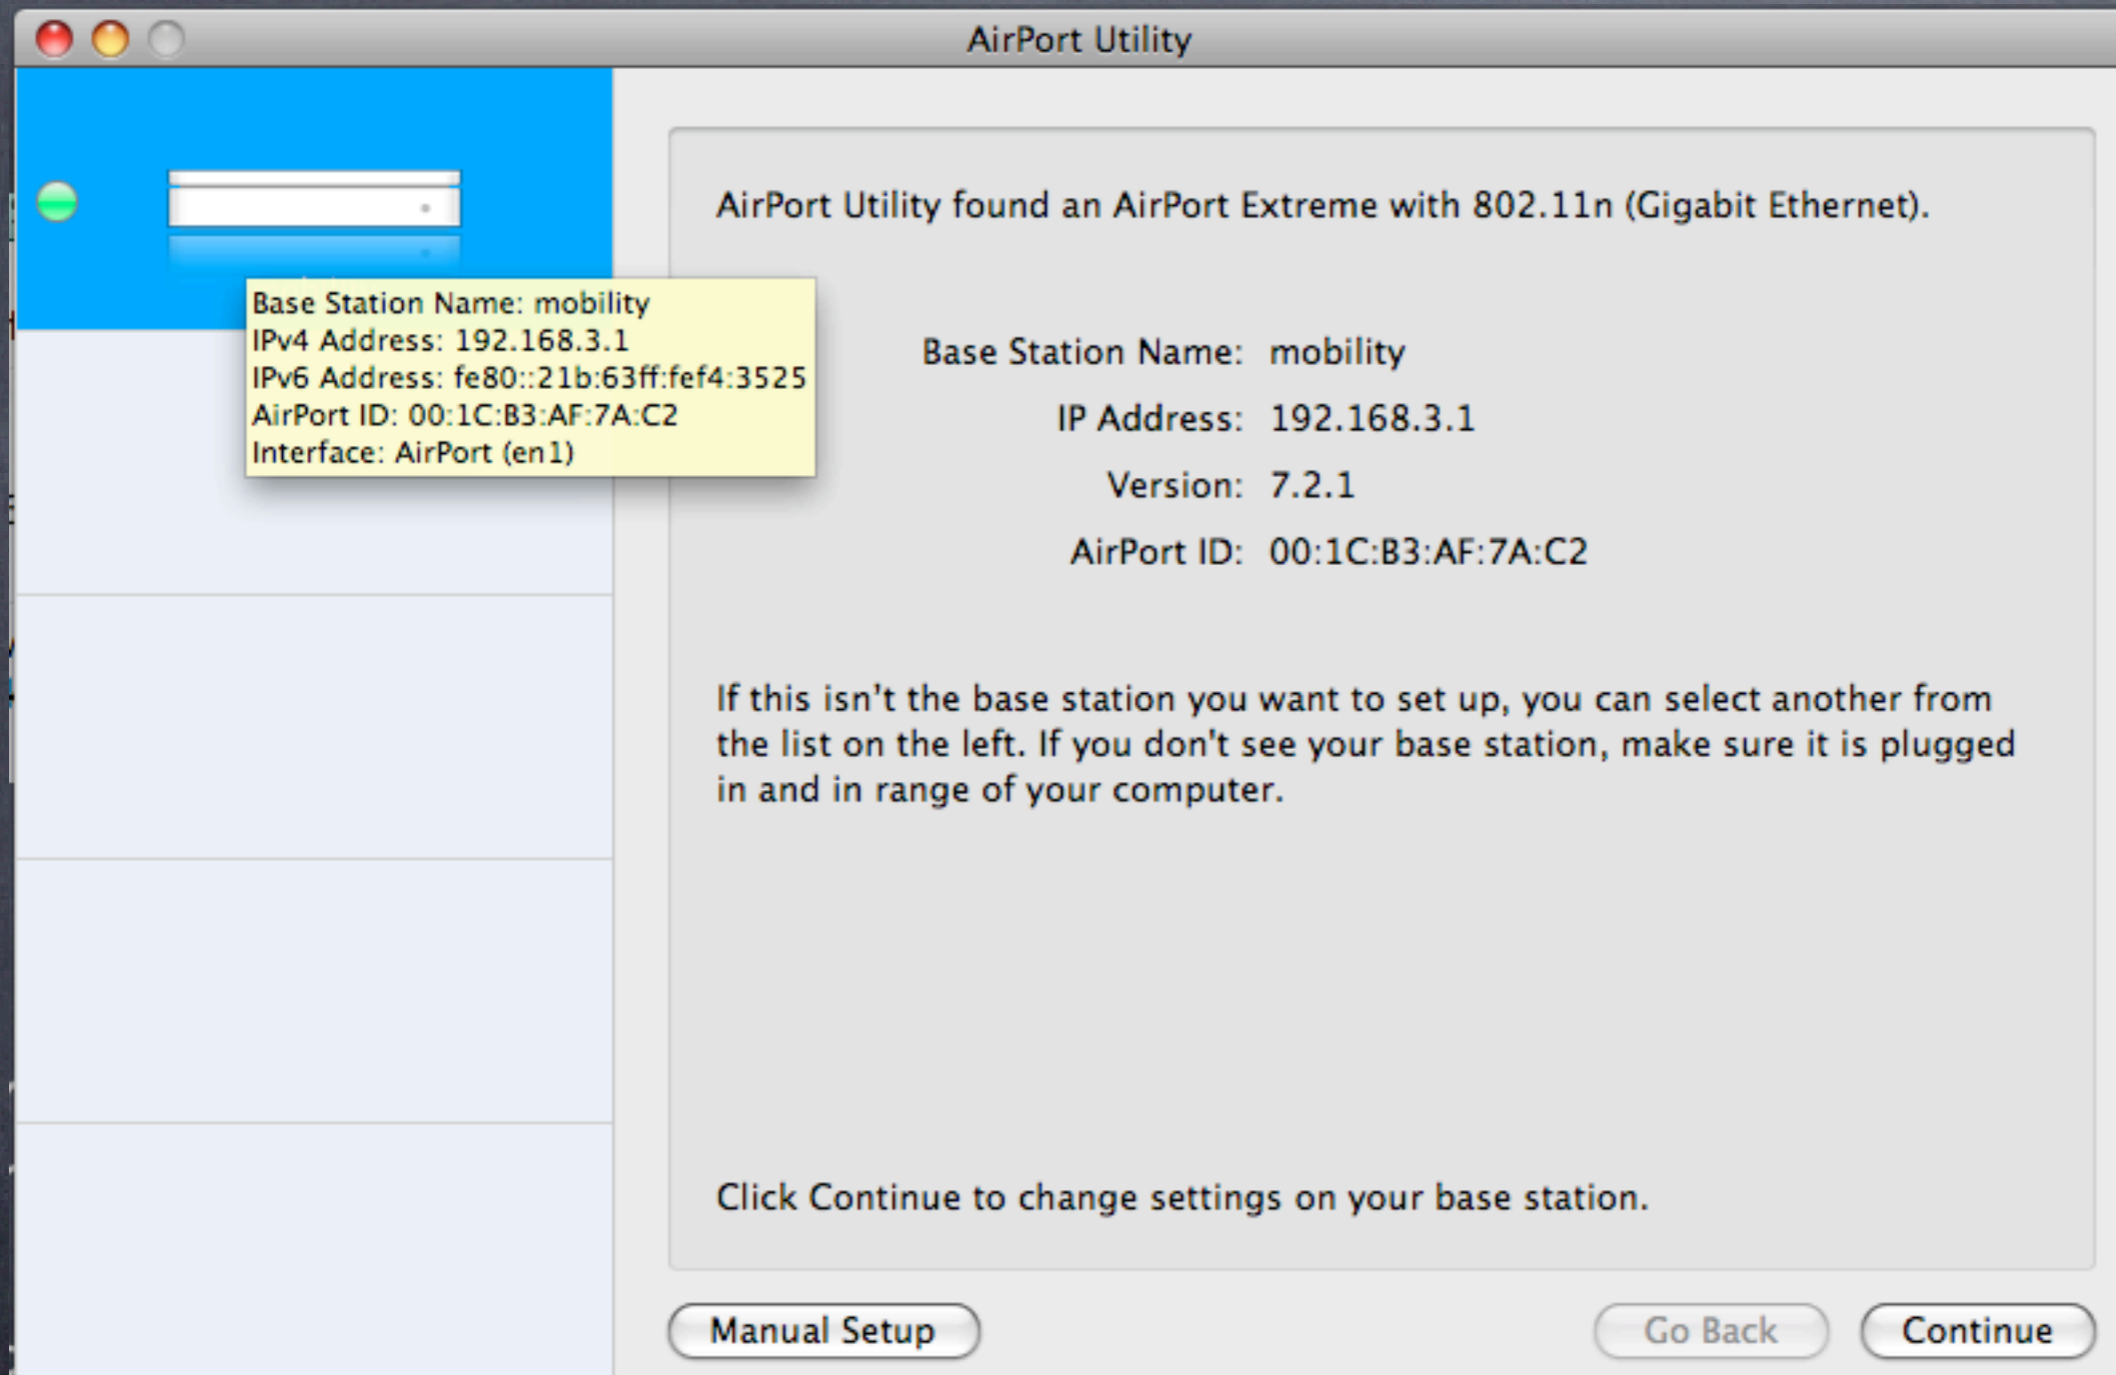 AirPort Utility
Base Station Name: mobility
IPv4 Address: 192.168.3.1
IPv6 Address: fe80::21b:63ff:fef4:3525
AirPort ID: 00:1C:B3:AF:7A:C2
Interface: AirPort (en1)
AirPort Utility found an AirPort Extreme with 802.11n (Gigabit Ethernet).
Base Station Name: mobility
IP Address: 192.168.3.1
Version: 7.2.1
AirPort ID: 00:1C:B3:AF:7A:C2
If this isn't the base station you want to set up, you can select another from
the list on the left. If you don't see your base station, make sure it is plugged
in and in range of your computer.
Click Continue to change settings on your base station.
Manual Setup
Go Back
Continue